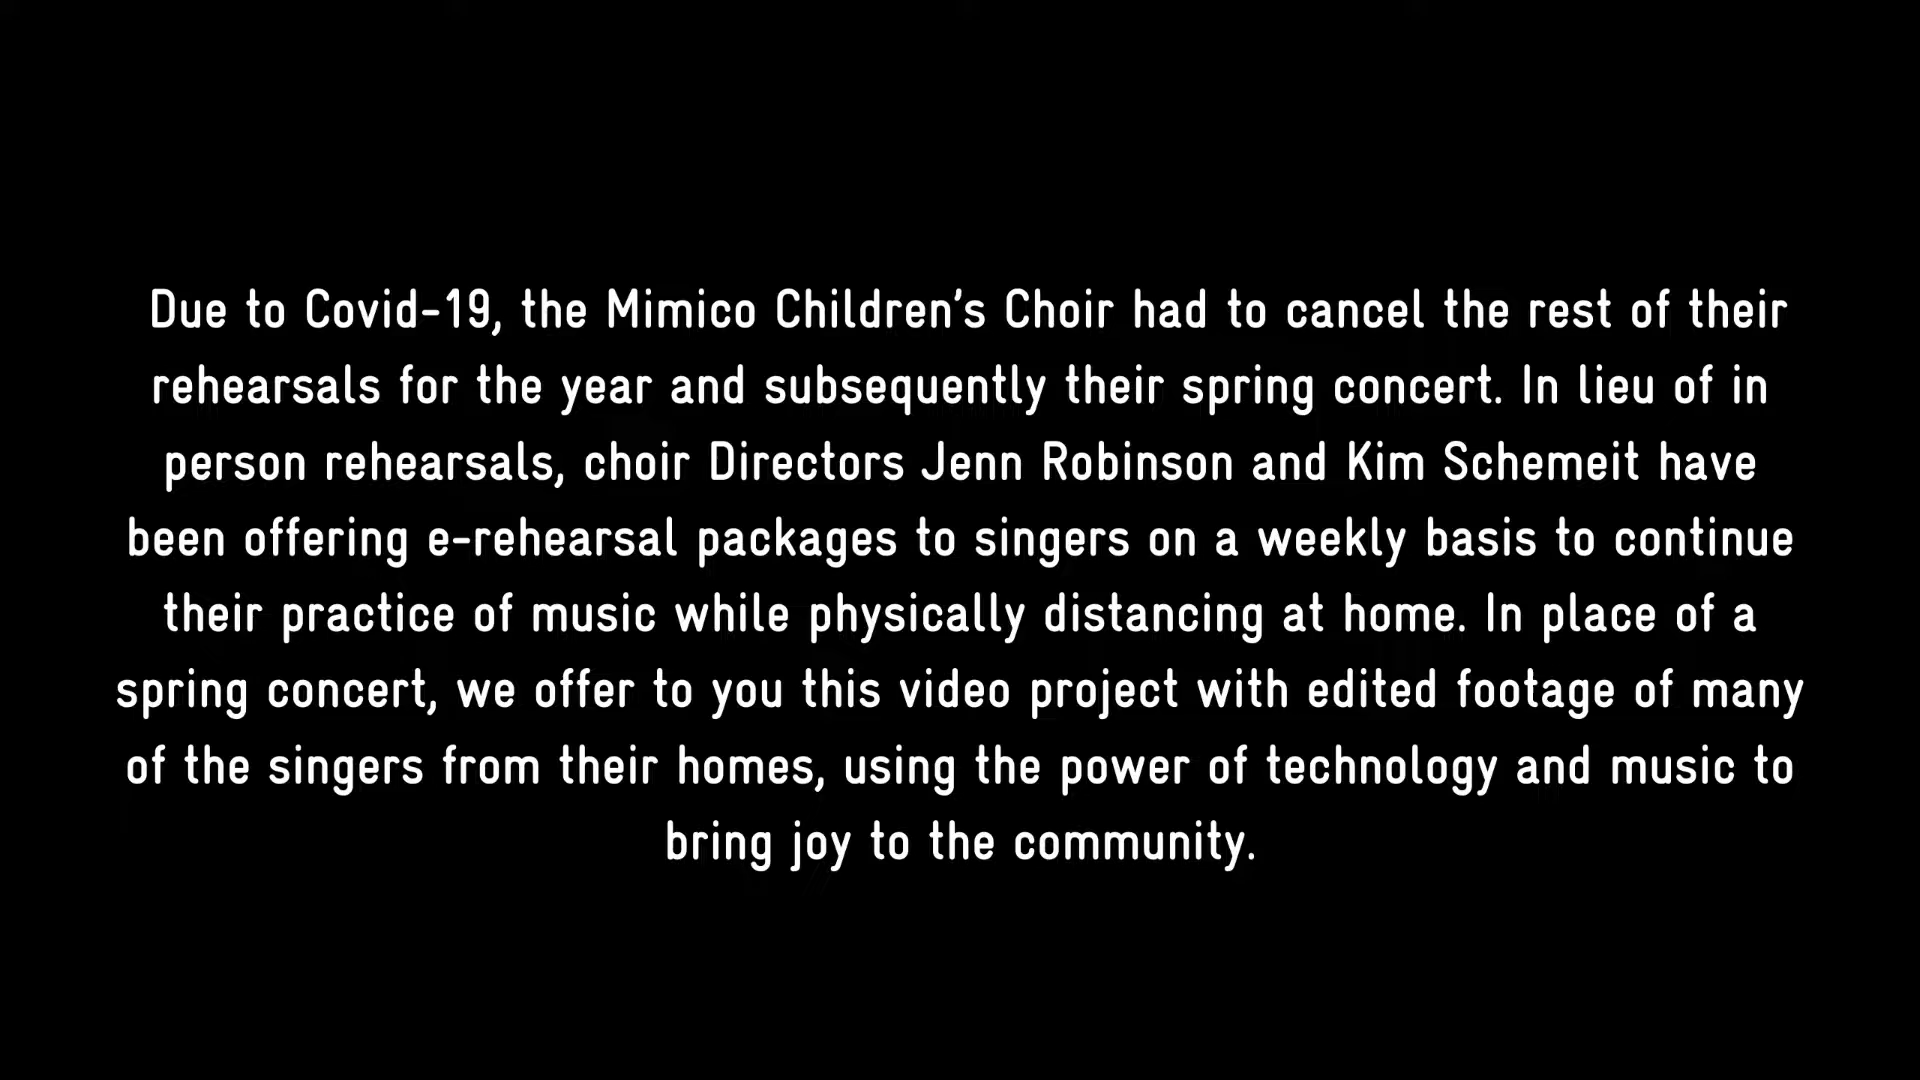 Due to Covid-19, the Mimico Children's Choir had to cancel the rest of their
rehearsals for the year and subsequently their spring concert. In lieu of in
person rehearsals, choir Directors Jenn Robinson and Kim Schemeit have
been offering e-rehearsal packages to singers on a weekly basis to continue
their practice of music while physically distancing at home. In place of a
spring concert, we offer to you this video project with edited footage of many
of the singers from their homes, using the power of technology and music to
bring joy to the community.